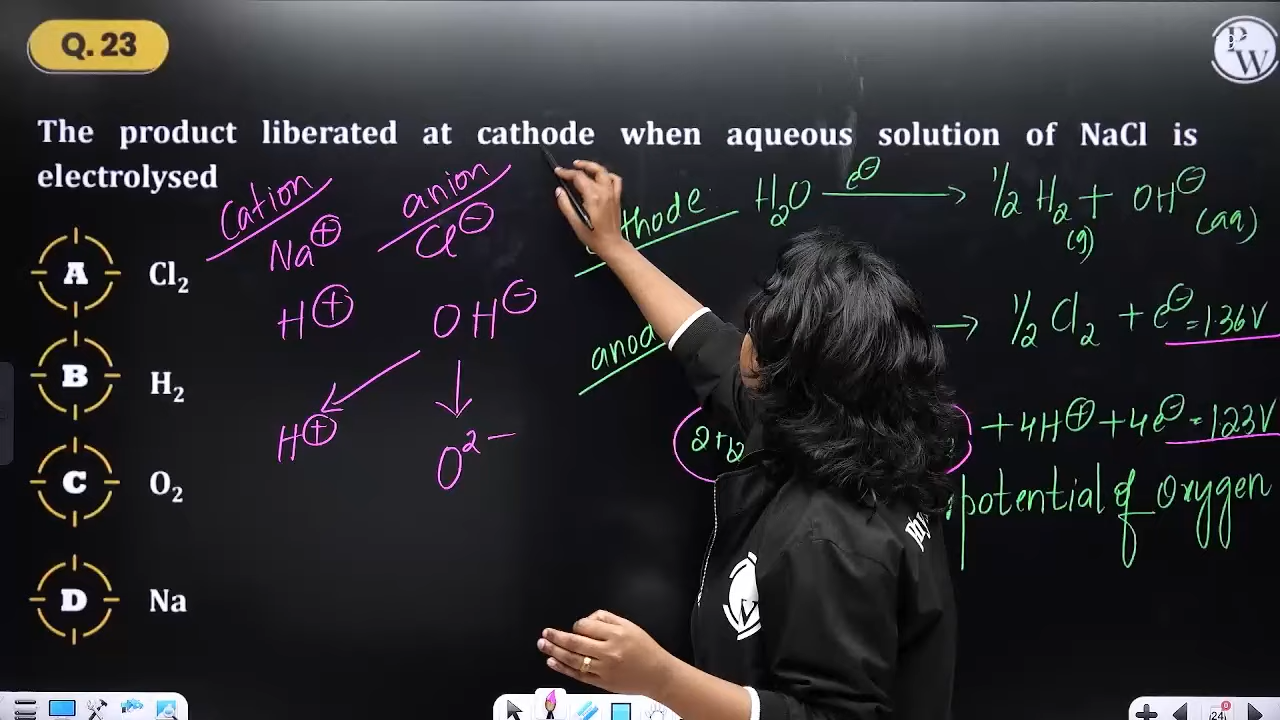 Q. 23
PW
The product liberated at cathode when aqueous solution of NaCl is
electrolysed
A Cl₂
B H₂
C O₂
D Na
Cation anion
Na⊕ Cl⊖
H⊕ OH⊖
H⊕ O²⁻
thode: H₂O e⊖ → ½ H₂(g) + OH⊖(aq)
anod → ½ Cl₂ + e⊖ = 1.36V
+ 4H⊕ + 4e⊖ = 1.23V
potential of Oxygen
24